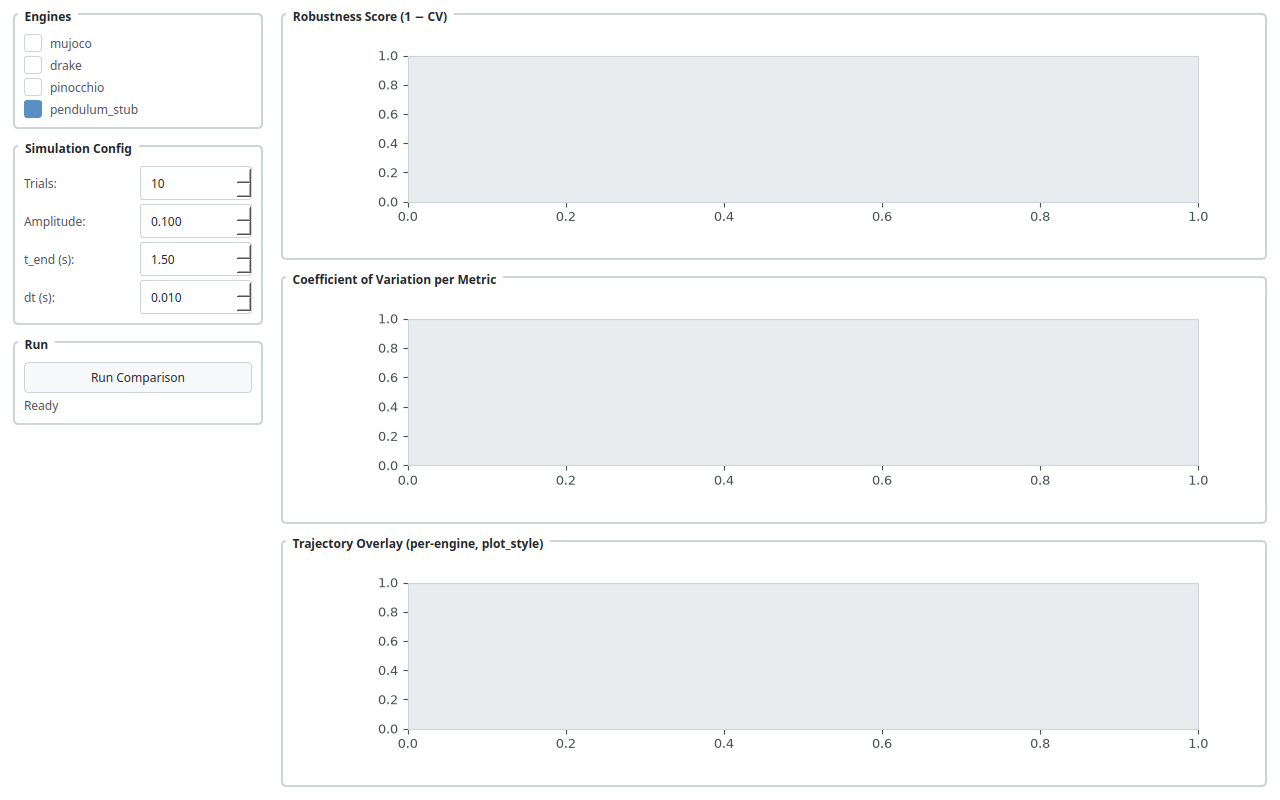 Engines
mujoco
drake
pinocchio
pendulum_stub
Simulation Config
Trials: 10
Amplitude: 0.100
t_end (s): 1.50
dt (s): 0.010
Run
Run Comparison
Ready
Robustness Score (1 − CV)
1.0
0.8
0.6
0.4
0.2
0.0
0.0 0.2 0.4 0.6 0.8 1.0
Coefficient of Variation per Metric
1.0
0.8
0.6
0.4
0.2
0.0
0.0 0.2 0.4 0.6 0.8 1.0
Trajectory Overlay (per-engine, plot_style)
1.0
0.8
0.6
0.4
0.2
0.0
0.0 0.2 0.4 0.6 0.8 1.0